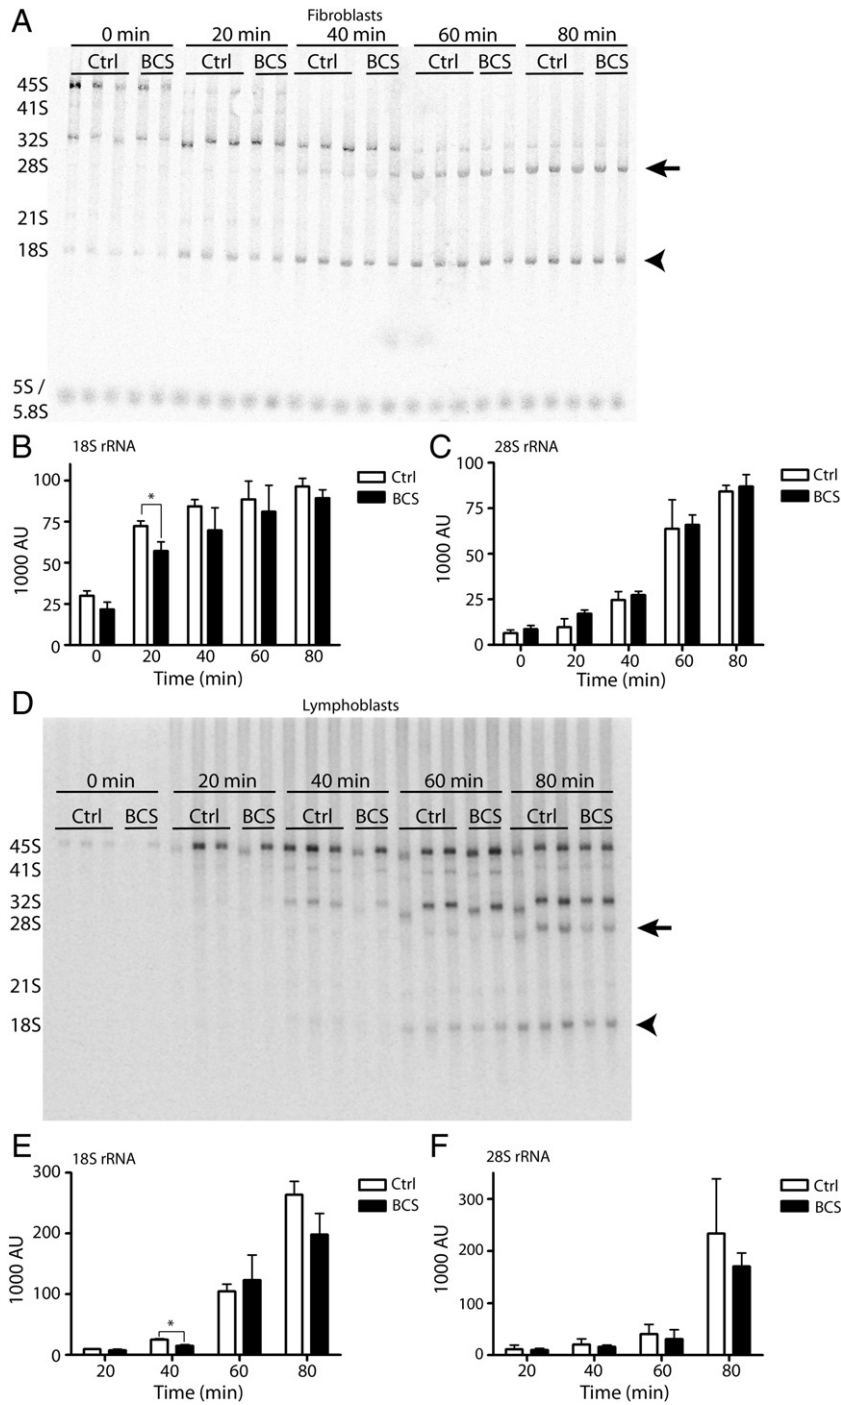 A
Fibroblasts
0 min 20 min 40 min 60 min 80 min
Ctrl BCS Ctrl BCS Ctrl BCS Ctrl BCS Ctrl BCS
45S
41S
32S
28S
21S
18S
5S /
5.8S
B
18S rRNA
Ctrl
BCS
*
100
75
50
25
0
1000 AU
0 20 40 60 80
Time (min)
C
28S rRNA
Ctrl
BCS
100
75
50
25
0
1000 AU
0 20 40 60 80
Time (min)
D
Lymphoblasts
0 min 20 min 40 min 60 min 80 min
Ctrl BCS Ctrl BCS Ctrl BCS Ctrl BCS Ctrl BCS
45S
41S
32S
28S
21S
18S
E
18S rRNA
Ctrl
BCS
*
300
200
100
0
1000 AU
20 40 60 80
Time (min)
F
28S rRNA
Ctrl
BCS
300
200
100
0
1000 AU
20 40 60 80
Time (min)